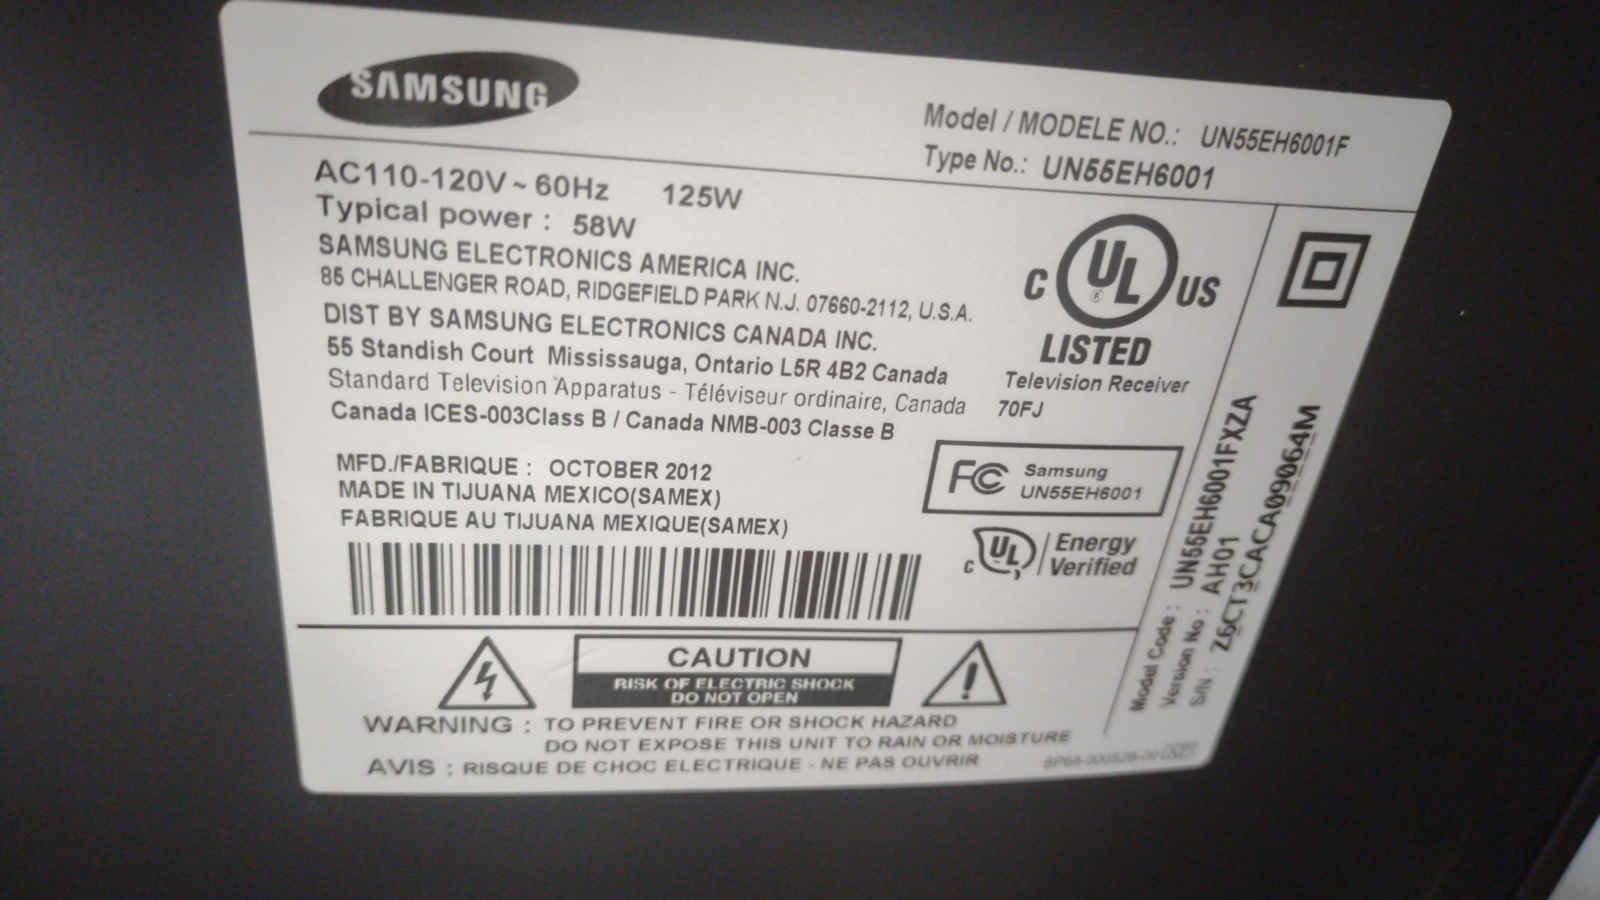 SAMSUNG
Model / MODELE NO.: UN55EH6001F
Type No.: UN55EH6001
AC110-120V ~ 60Hz 125W
Typical power : 58W
SAMSUNG ELECTRONICS AMERICA INC.
85 CHALLENGER ROAD, RIDGEFIELD PARK N.J. 07660-2112, U.S.A.
DIST BY SAMSUNG ELECTRONICS CANADA INC.
55 Standish Court Mississauga, Ontario L5R 4B2 Canada
Standard Television Apparatus - Téléviseur ordinaire, Canada
Canada ICES-003Class B / Canada NMB-003 Classe B
C UL ® US
LISTED
Television Receiver
70FJ
MFD./FABRIQUE : OCTOBER 2012
MADE IN TIJUANA MEXICO(SAMEX)
FABRIQUE AU TIJUANA MEXIQUE(SAMEX)
FC Samsung
UN55EH6001
c UL Energy
Verified
Model Code : UN55EH6001FXZA
Version No : AH01
S/N : Z6CT3CACA09064M
CAUTION
RISK OF ELECTRIC SHOCK
DO NOT OPEN
WARNING : TO PREVENT FIRE OR SHOCK HAZARD
DO NOT EXPOSE THIS UNIT TO RAIN OR MOISTURE
AVIS : RISQUE DE CHOC ELECTRIQUE - NE PAS OUVRIR